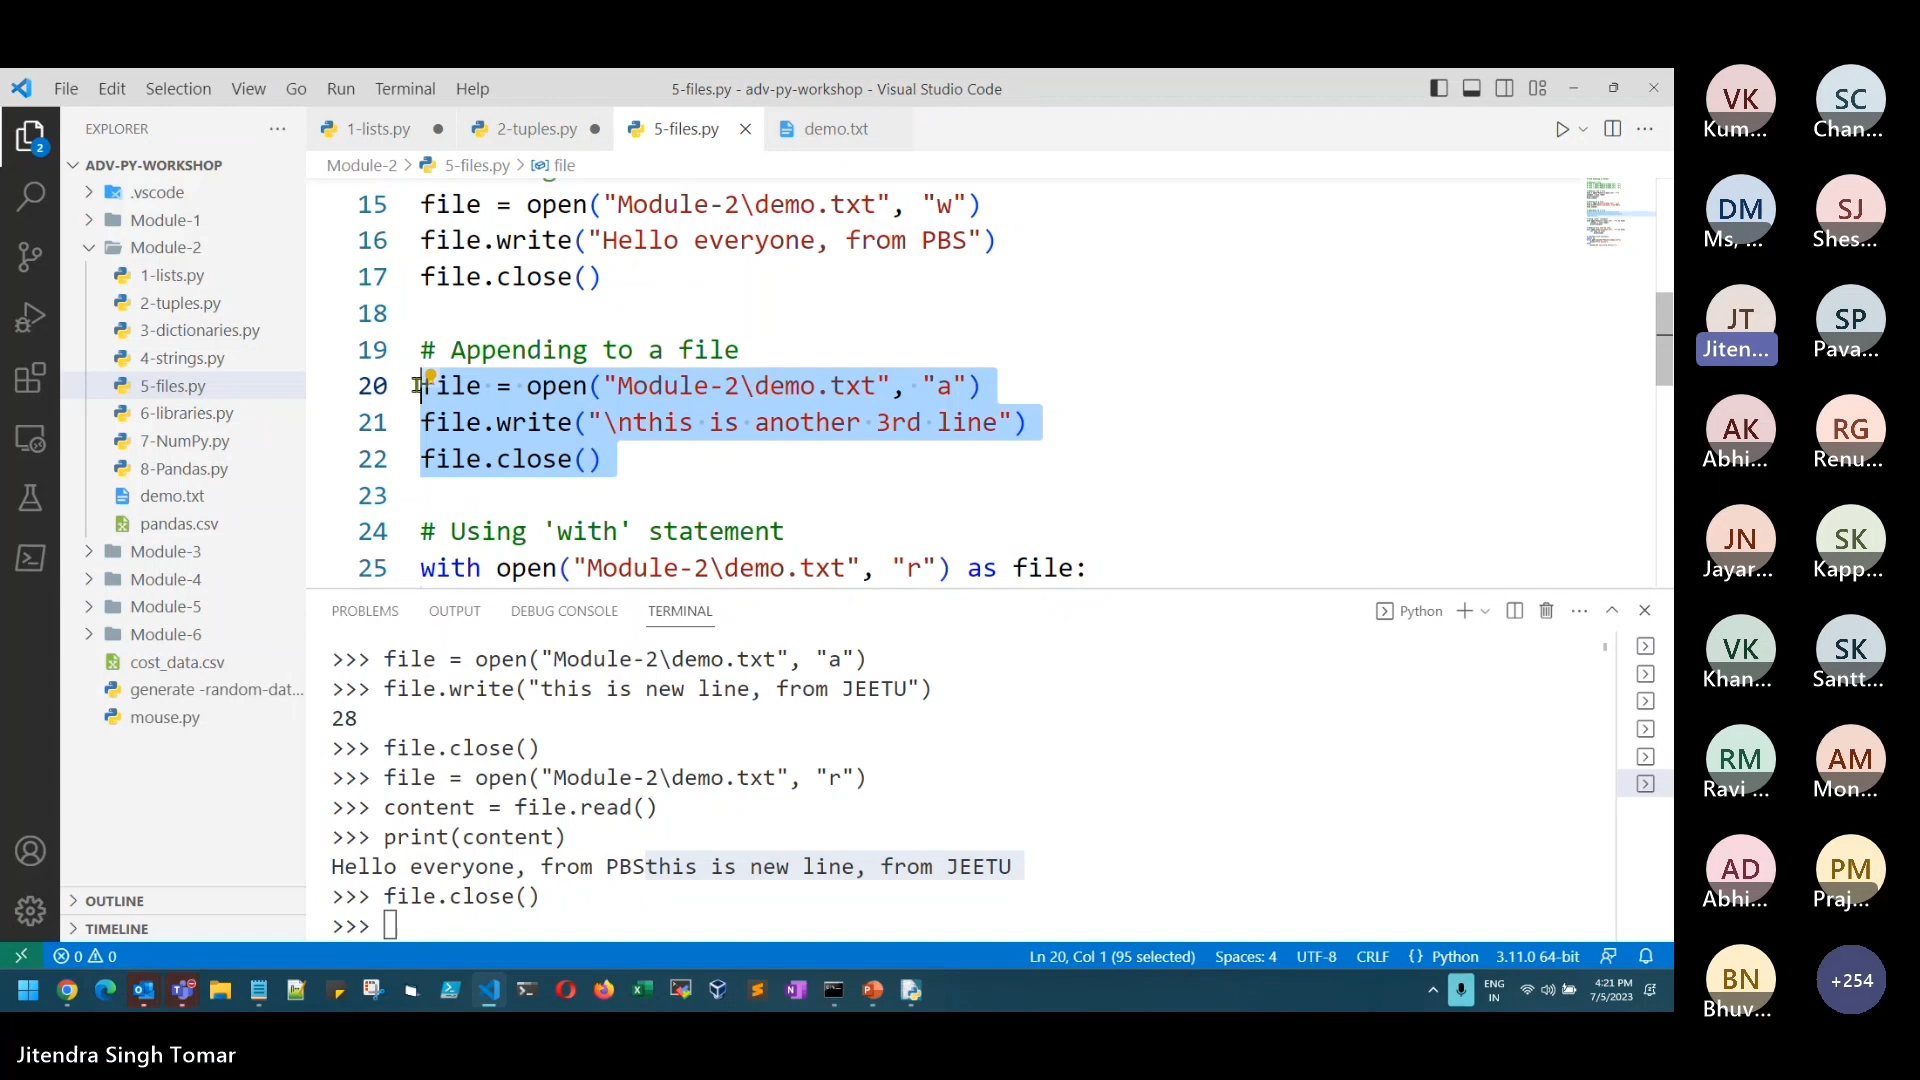 File Edit Selection View Go Run Terminal Help
5-files.py - adv-py-workshop - Visual Studio Code
EXPLORER
ADV-PY-WORKSHOP
.vscode
Module-1
Module-2
1-lists.py
2-tuples.py
3-dictionaries.py
4-strings.py
5-files.py
6-libraries.py
7-NumPy.py
8-Pandas.py
demo.txt
pandas.csv
Module-3
Module-4
Module-5
Module-6
cost_data.csv
generate -random-dat...
mouse.py
OUTLINE
TIMELINE
2
1-lists.py
2-tuples.py
5-files.py
demo.txt
Module-2 > 5-files.py > file
15 file = open("Module-2\demo.txt", "w")
16 file.write("Hello everyone, from PBS")
17 file.close()
18
19 # Appending to a file
20 file = open("Module-2\demo.txt", "a")
21 file.write("\nthis is another 3rd line")
22 file.close()
23
24 # Using 'with' statement
25 with open("Module-2\demo.txt", "r") as file:
PROBLEMS OUTPUT DEBUG CONSOLE TERMINAL
Python
>>> file = open("Module-2\demo.txt", "a")
>>> file.write("this is new line, from JEETU")
28
>>> file.close()
>>> file = open("Module-2\demo.txt", "r")
>>> content = file.read()
>>> print(content)
Hello everyone, from PBSthis is new line, from JEETU
>>> file.close()
>>>
0 0
Ln 20, Col 1 (95 selected) Spaces: 4 UTF-8 CRLF {} Python 3.11.0 64-bit
ENG
IN
4:21 PM
7/5/2023
VK
Kum...
SC
Chan...
DM
Ms, ...
SJ
Shes...
JT
Jiten...
SP
Pava...
AK
Abhi...
RG
Renu...
JN
Jayar...
SK
Kapp...
VK
Khan...
SK
Santt...
RM
Ravi ...
AM
Mon...
AD
Abhi...
PM
Praj...
BN
Bhuv...
+254
Jitendra Singh Tomar